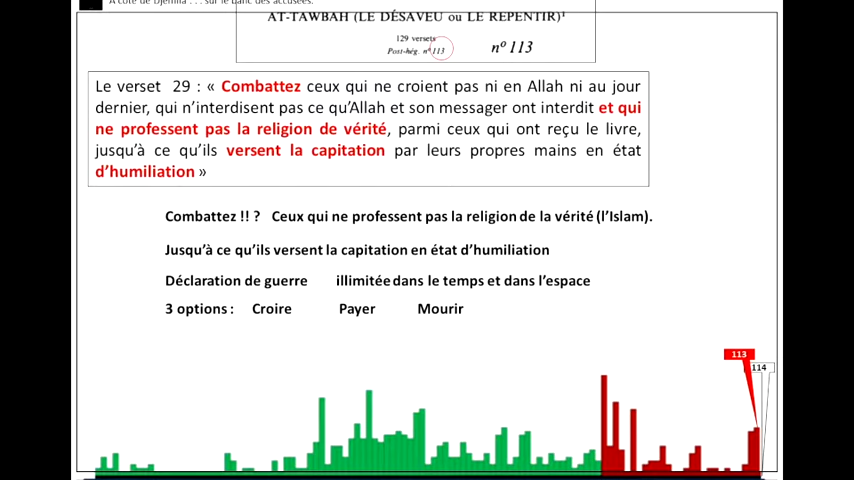 A côté de Djemila . . . sur le banc des accusées.
AT-TAWBAH (LE DÉSAVEU ou LE REPENTIR)¹
129 versets
Post-hég. n° 113
n° 113
Le verset 29 : « Combattez ceux qui ne croient pas ni en Allah ni au jour
dernier, qui n’interdisent pas ce qu’Allah et son messager ont interdit et qui
ne professent pas la religion de vérité, parmi ceux qui ont reçu le livre,
jusqu’à ce qu’ils versent la capitation par leurs propres mains en état
d’humiliation »
Combattez !! ? Ceux qui ne professent pas la religion de la vérité (l’Islam).
Jusqu’à ce qu’ils versent la capitation en état d’humiliation
Déclaration de guerre illimitée dans le temps et dans l’espace
3 options : Croire Payer Mourir
113
114